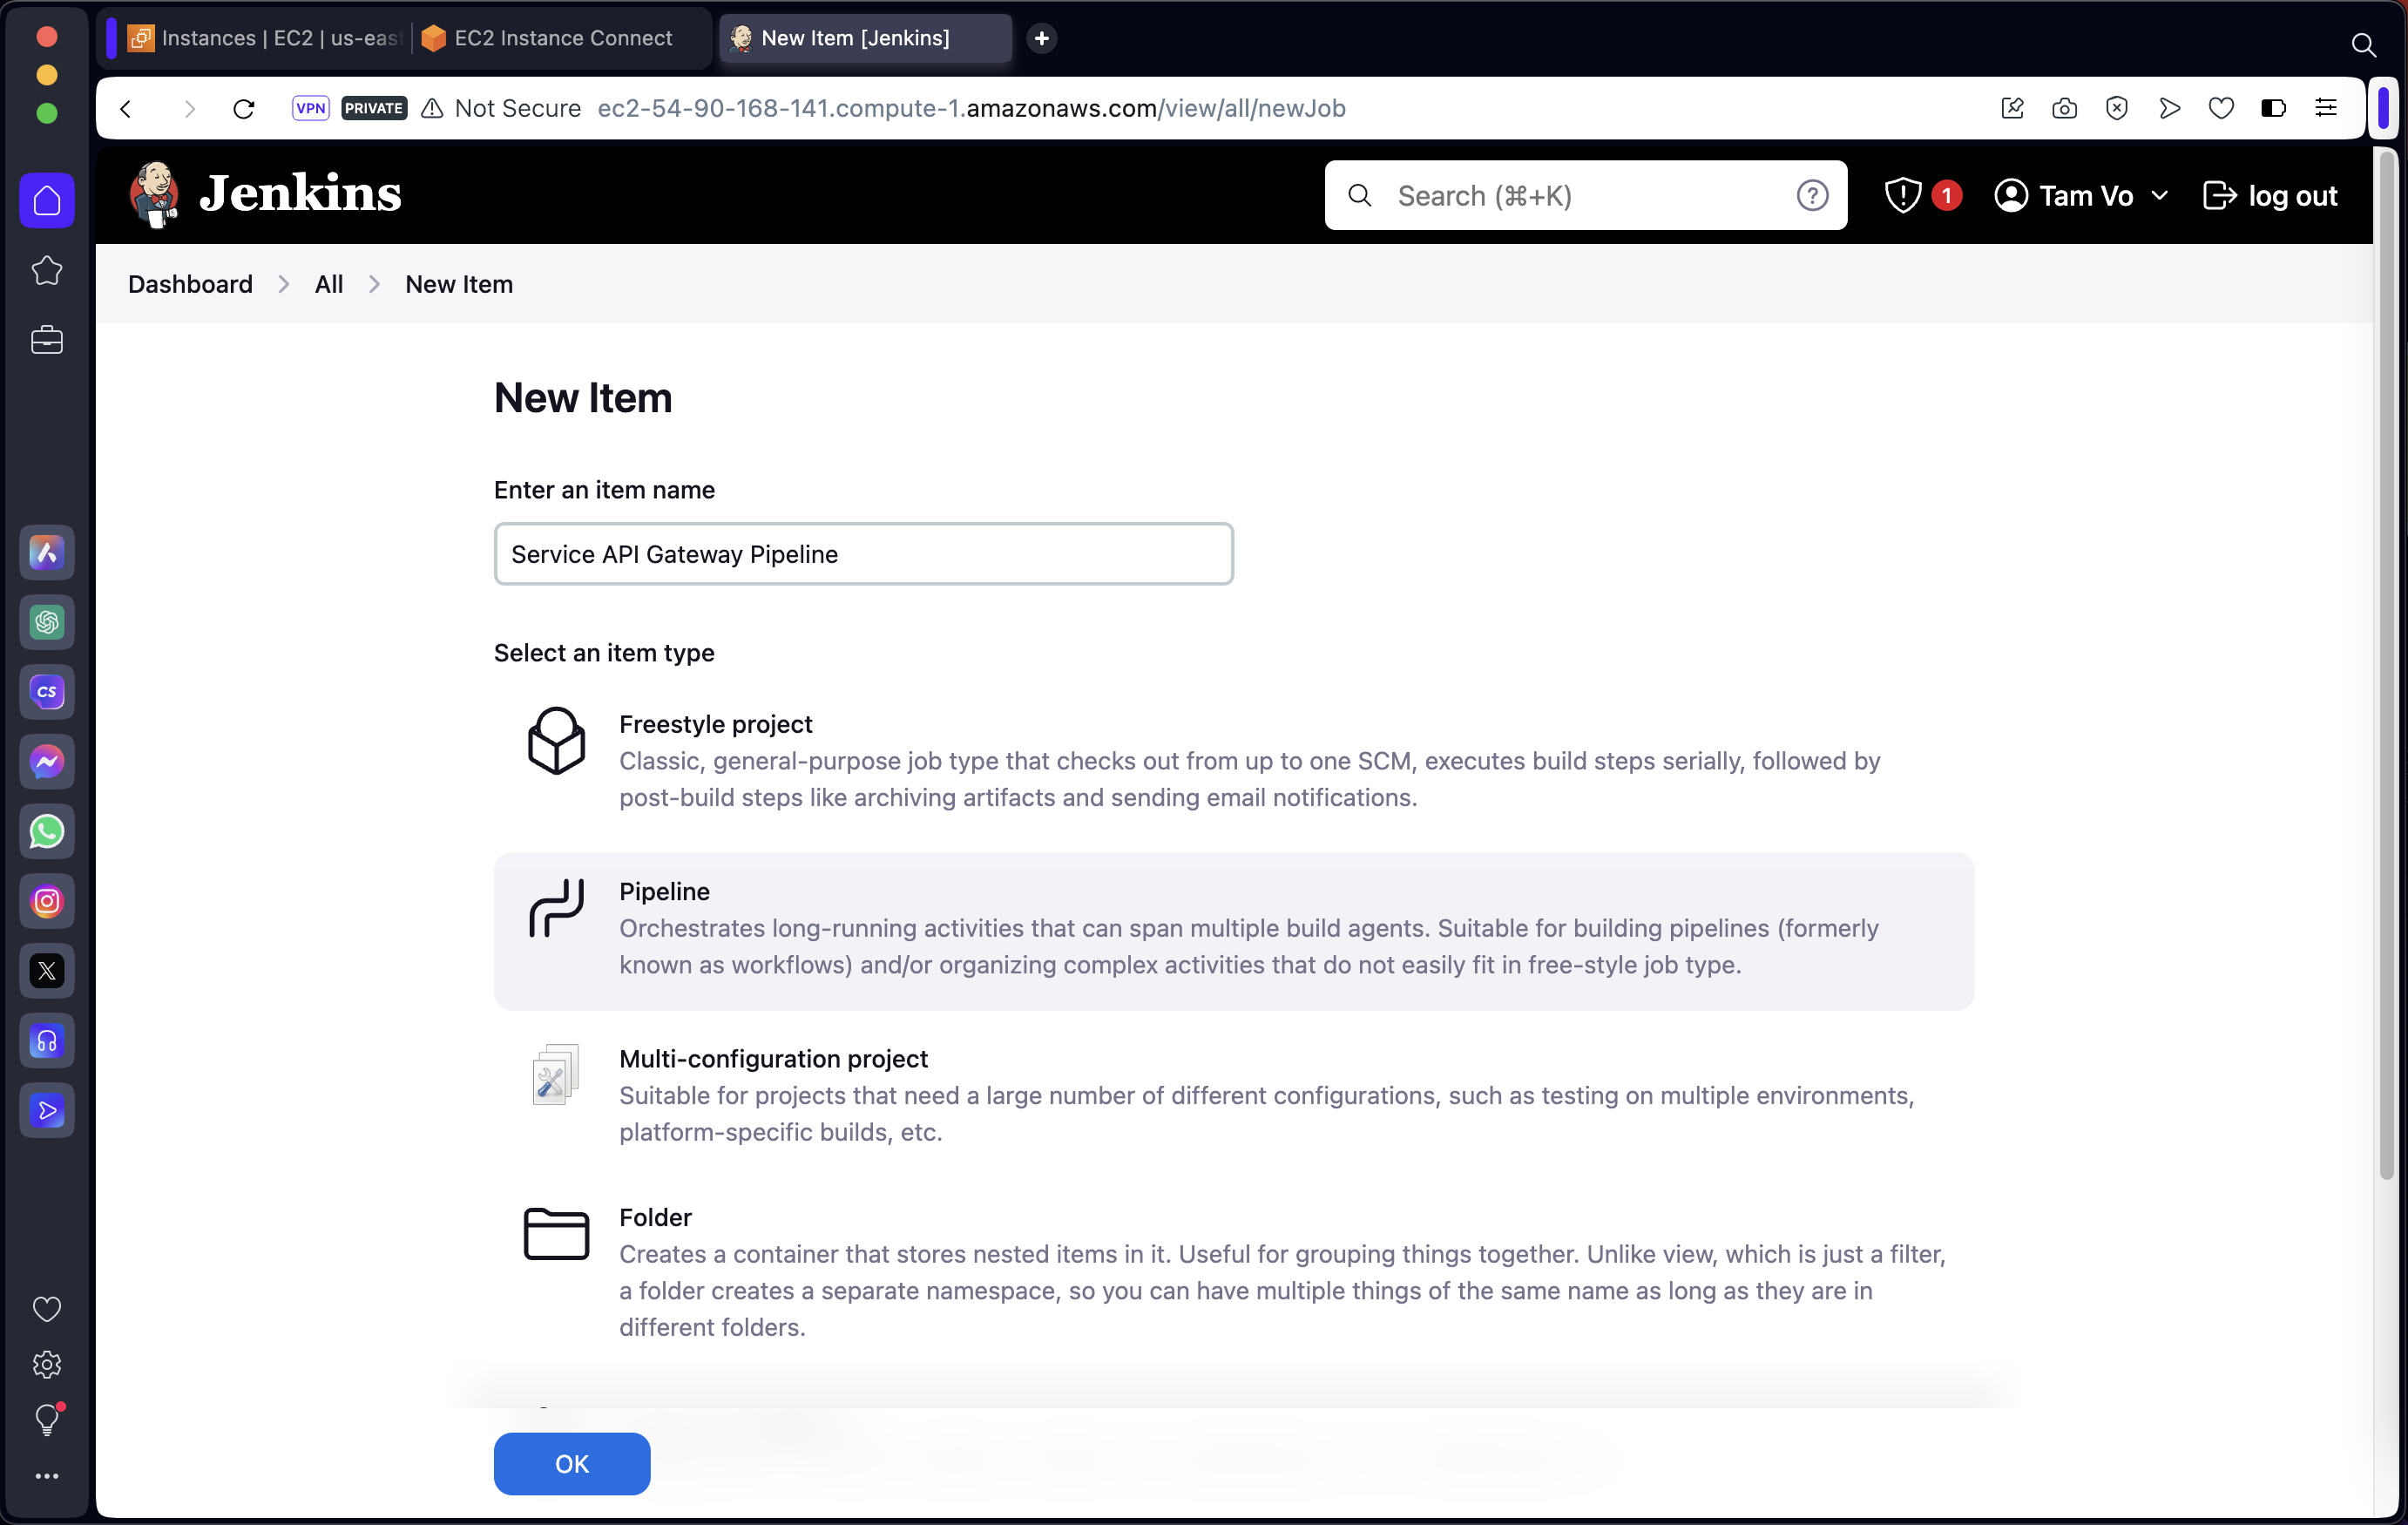 Instances | EC2 | us-east
EC2 Instance Connect
New Item [Jenkins]
VPN
PRIVATE
Not Secure
ec2-54-90-168-141.compute-1.amazonaws.com/view/all/newJob
Jenkins
Search (⌘+K)
?
1
Tam Vo
log out
Dashboard
All
New Item
New Item
Enter an item name
Service API Gateway Pipeline
Select an item type
Freestyle project
Classic, general-purpose job type that checks out from up to one SCM, executes build steps serially, followed by
post-build steps like archiving artifacts and sending email notifications.
Pipeline
Orchestrates long-running activities that can span multiple build agents. Suitable for building pipelines (formerly
known as workflows) and/or organizing complex activities that do not easily fit in free-style job type.
CS
Multi-configuration project
Suitable for projects that need a large number of different configurations, such as testing on multiple environments,
platform-specific builds, etc.
Folder
Creates a container that stores nested items in it. Useful for grouping things together. Unlike view, which is just a filter,
a folder creates a separate namespace, so you can have multiple things of the same name as long as they are in
different folders.
OK